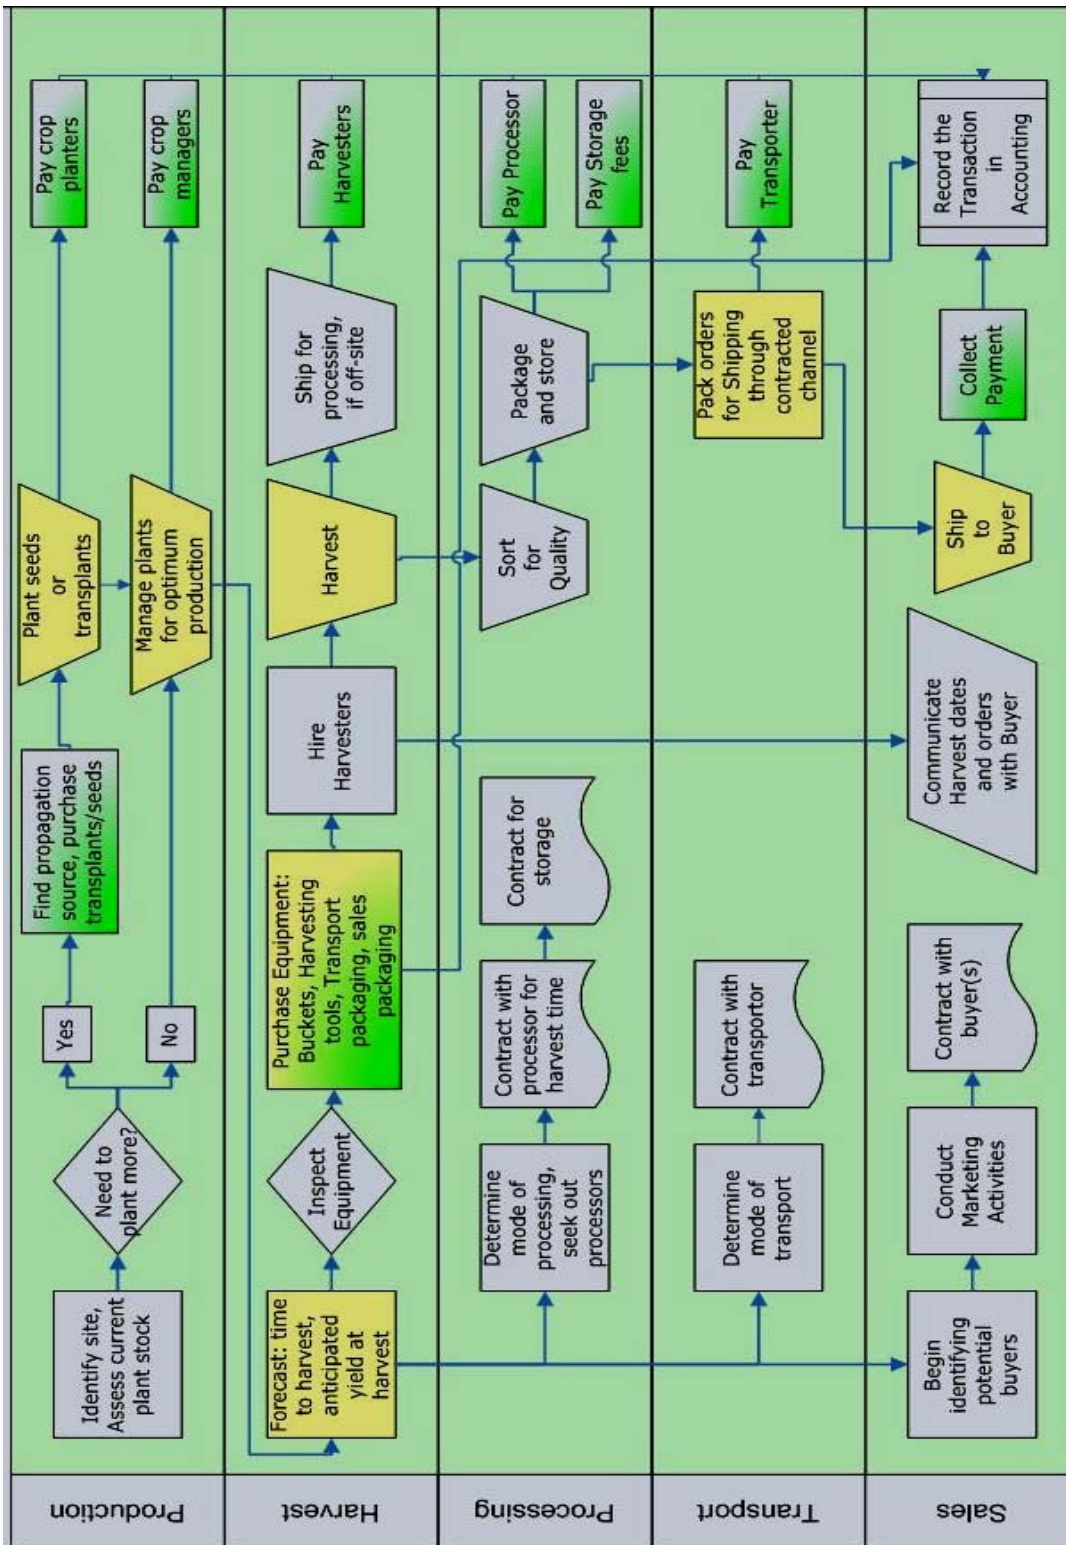 Production
Identify site,
Assess current
plant stock
Need to
plant more?
Yes
No
Find propagation
source, purchase
transplants/seeds
Plant seeds
or
transplants
Manage plants
for optimum
production
Pay crop
planters
Pay crop
managers
Harvest
Forecast: time
to harvest,
anticipated
yield at
harvest
Inspect
Equipment
Purchase Equipment:
Buckets, Harvesting
tools, Transport
packaging, sales
packaging
Hire
Harvesters
Harvest
Ship for
processing,
if off-site
Pay
Harvesters
Processing
Determine
mode of
processing,
seek out
processors
Contract with
processor for
harvest time
Contract for
storage
Sort
for
Quality
Package
and store
Pay Processor
Pay Storage
fees
Transport
Determine
mode of
transport
Contract with
transportor
Pack orders
for Shipping
through
contracted
channel
Pay
Transporter
Sales
Begin
identifying
potential
buyers
Conduct
Marketing
Activities
Contract with
buyer(s)
Communicate
Harvest dates
and orders
with Buyer
Ship
to
Buyer
Collect
Payment
Record the
Transaction
in
Accounting